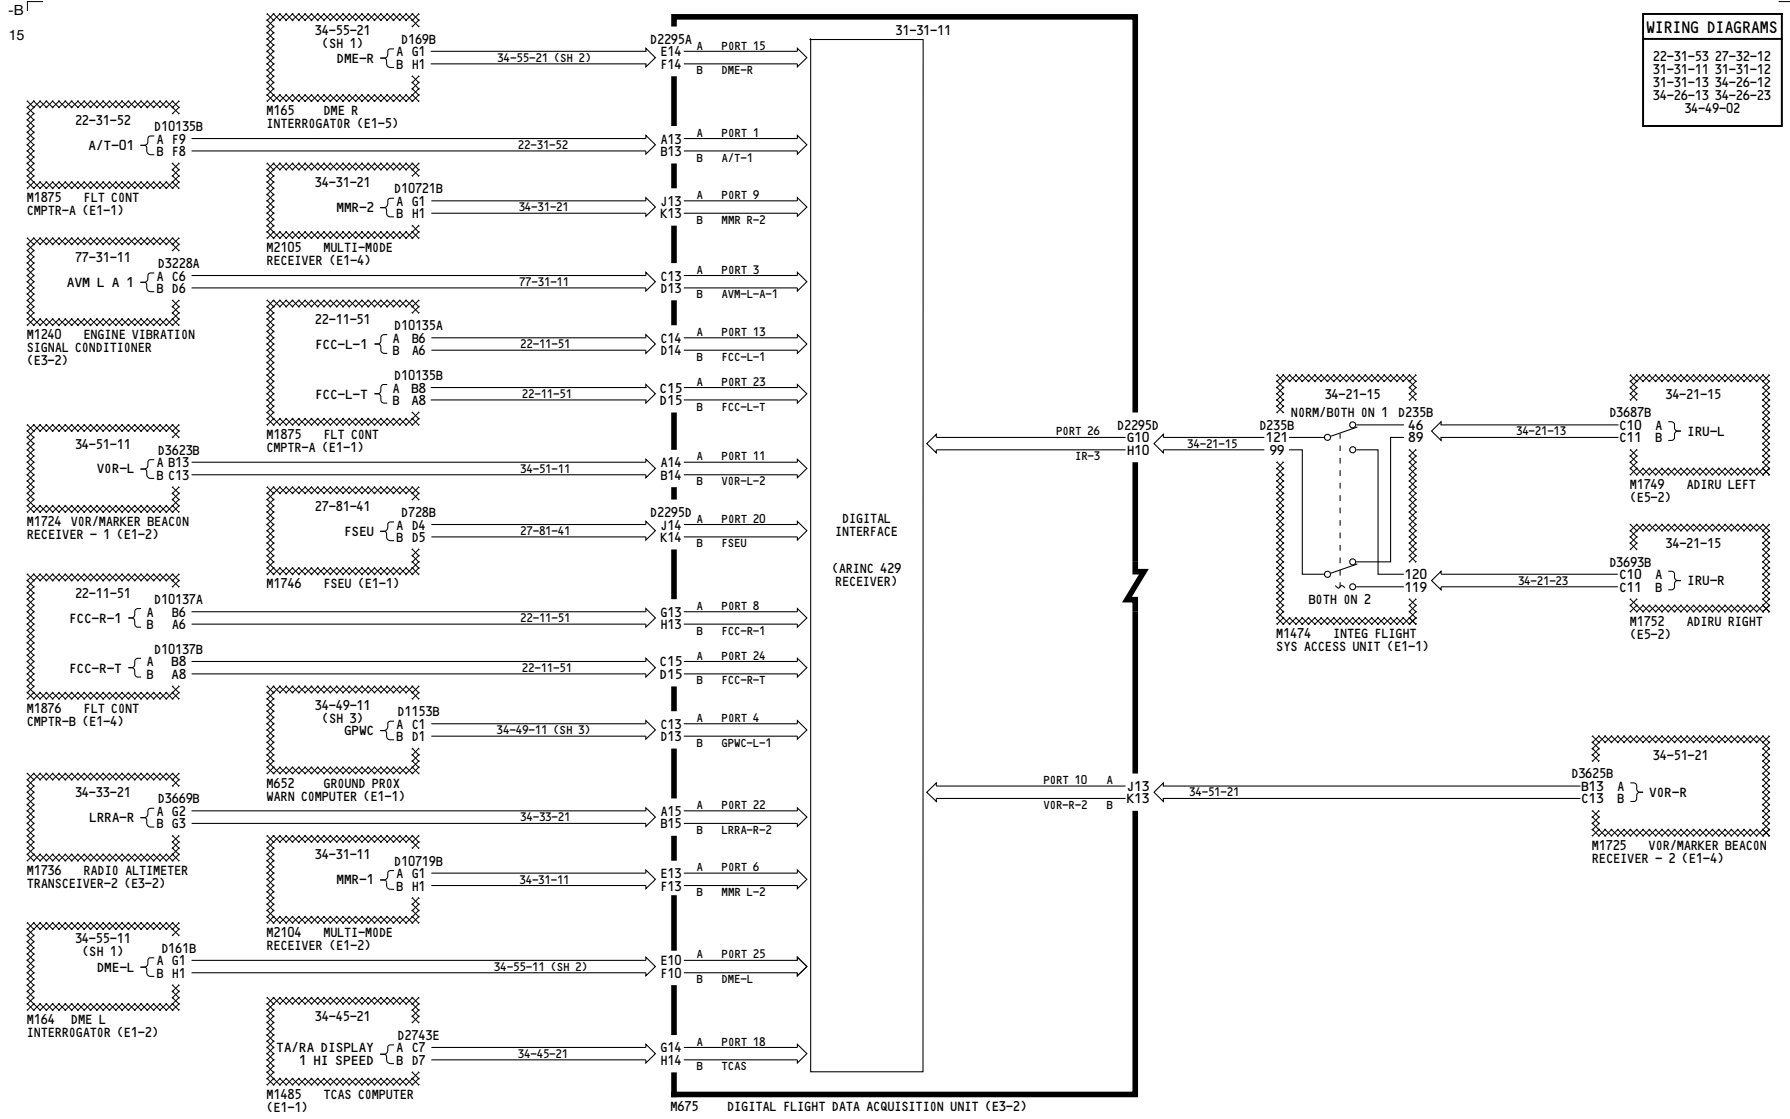 -B
15
WIRING DIAGRAMS
22-31-53 27-32-12
31-31-11 31-31-12
31-31-13 34-26-12
34-26-13 34-26-23
34-49-02
34-55-21
(SH 1)
D169B
DME-R
A G1
B H1
M165 DME R
INTERROGATOR (E1-5)
34-55-21 (SH 2)
D2295A
E14 A PORT 15
F14 B DME-R
22-31-52
D10135B
A/T-01
A F9
B F8
M1875 FLT CONT
CMPTR-A (E1-1)
22-31-52
A13 A PORT 1
B13 B A/T-1
34-31-21
D10721B
MMR-2
A G1
B H1
M2105 MULTI-MODE
RECEIVER (E1-4)
34-31-21
J13 A PORT 9
K13 B MMR R-2
77-31-11
D3228A
AVM L A 1
A C6
B D6
M1240 ENGINE VIBRATION
SIGNAL CONDITIONER
(E3-2)
77-31-11
C13 A PORT 3
D13 B AVM-L-A-1
22-11-51
D10135A
FCC-L-1
A B6
B A6
22-11-51
C14 A PORT 13
D14 B FCC-L-1
D10135B
FCC-L-T
A B8
B A8
M1875 FLT CONT
CMPTR-A (E1-1)
22-11-51
C15 A PORT 23
D15 B FCC-L-T
34-51-11
D3623B
VOR-L
A B13
B C13
M1724 VOR/MARKER BEACON
RECEIVER - 1 (E1-2)
34-51-11
A14 A PORT 11
B14 B VOR-L-2
27-81-41
D728B
FSEU
A D4
B D5
M1746 FSEU (E1-1)
27-81-41
D2295D
J14 A PORT 20
K14 B FSEU
22-11-51
D10137A
FCC-R-1
A B6
B A6
22-11-51
G13 A PORT 8
H13 B FCC-R-1
D10137B
FCC-R-T
A B8
B A8
M1876 FLT CONT
CMPTR-B (E1-4)
22-11-51
C15 A PORT 24
D15 B FCC-R-T
34-49-11
(SH 3)
D1153B
GPWC
A C1
B D1
M652 GROUND PROX
WARN COMPUTER (E1-1)
34-49-11 (SH 3)
C13 A PORT 4
D13 B GPWC-L-1
34-33-21
D3669B
LRRA-R
A G2
B G3
M1736 RADIO ALTIMETER
TRANSCEIVER-2 (E3-2)
34-33-21
A15 A PORT 22
B15 B LRRA-R-2
34-31-11
D10719B
MMR-1
A G1
B H1
M2104 MULTI-MODE
RECEIVER (E1-2)
34-31-11
E13 A PORT 6
F13 B MMR L-2
34-55-11
(SH 1)
D161B
DME-L
A G1
B H1
M164 DME L
INTERROGATOR (E1-2)
34-55-11 (SH 2)
E10 A PORT 25
F10 B DME-L
34-45-21
D2743E
TA/RA DISPLAY
1 HI SPEED
A C7
B D7
M1485 TCAS COMPUTER
(E1-1)
34-45-21
G14 A PORT 18
H14 B TCAS
31-31-11
DIGITAL
INTERFACE
(ARINC 429
RECEIVER)
M675 DIGITAL FLIGHT DATA ACQUISITION UNIT (E3-2)
PORT 26
IR-3
D2295D
G10
H10
34-21-15
34-21-15
NORM/BOTH ON 1
D235B
121
99
D235B
46
89
120
119
BOTH ON 2
M1474 INTEG FLIGHT
SYS ACCESS UNIT (E1-1)
34-21-13
34-21-15
D3687B
C10 A
C11 B
IRU-L
M1749 ADIRU LEFT
(E5-2)
34-21-23
34-21-15
D3693B
C10 A
C11 B
IRU-R
M1752 ADIRU RIGHT
(E5-2)
PORT 10 A
VOR-R-2 B
J13
K13
34-51-21
34-51-21
D3625B
B13 A
C13 B
VOR-R
M1725 VOR/MARKER BEACON
RECEIVER - 2 (E1-4)